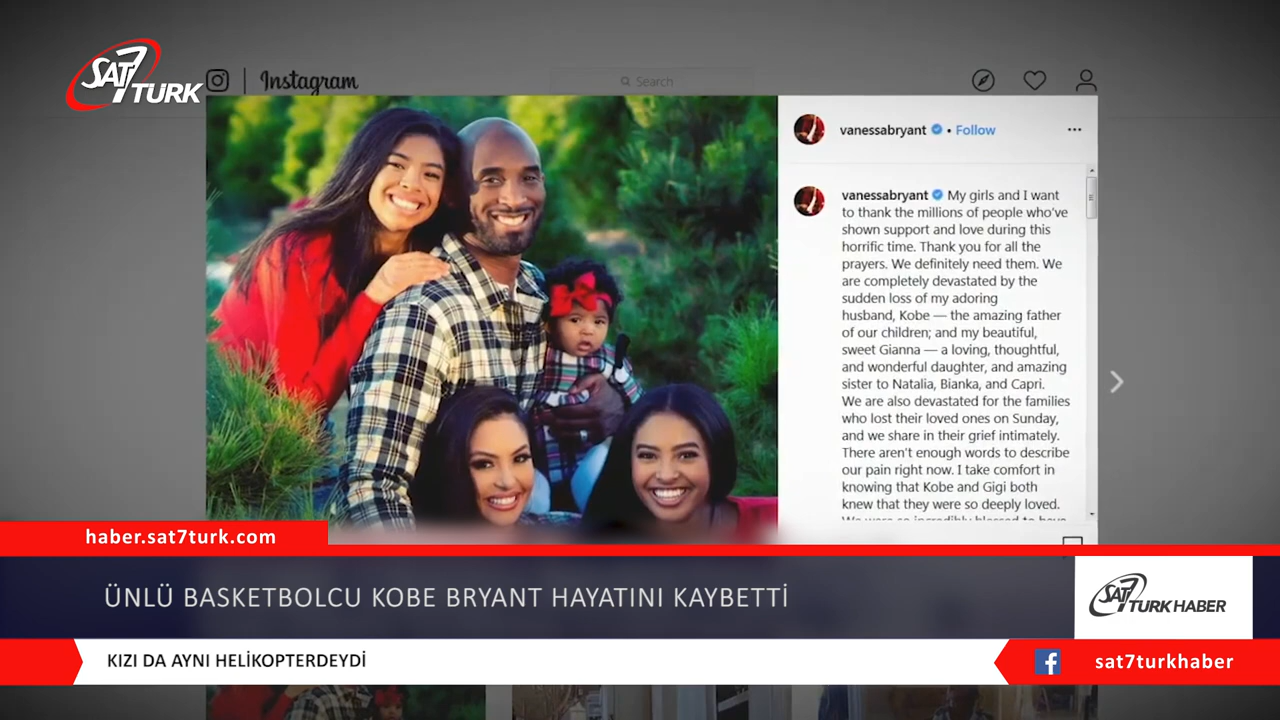 SAT7 TURK
Instagram
Search
vanessabryant • Follow
vanessabryant My girls and I want
to thank the millions of people who've
shown support and love during this
horrific time. Thank you for all the
prayers. We definitely need them. We
are completely devastated by the
sudden loss of my adoring
husband, Kobe — the amazing father
of our children; and my beautiful,
sweet Gianna — a loving, thoughtful,
and wonderful daughter, and amazing
sister to Natalia, Bianka, and Capri.
We are also devastated for the families
who lost their loved ones on Sunday,
and we share in their grief intimately.
There aren't enough words to describe
our pain right now. I take comfort in
knowing that Kobe and Gigi both
knew that they were so deeply loved.
We were so incredibly blessed to have
haber.sat7turk.com
ÜNLÜ BASKETBOLCU KOBE BRYANT HAYATINI KAYBETTİ
SAT7 TURK HABER
KIZI DA AYNI HELİKOPTERDEYDİ
sat7turkhaber